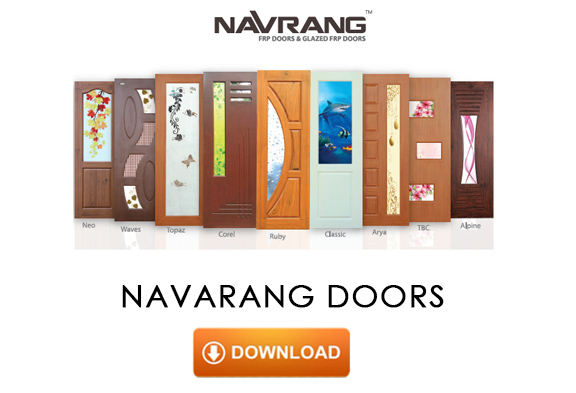 NAVRANG™
FRP DOORS & GLAZED FRP DOORS
Neo
Waves
Topaz
Corel
Ruby
Classic
Arya
TBC
Alpine
NAVARANG DOORS
DOWNLOAD